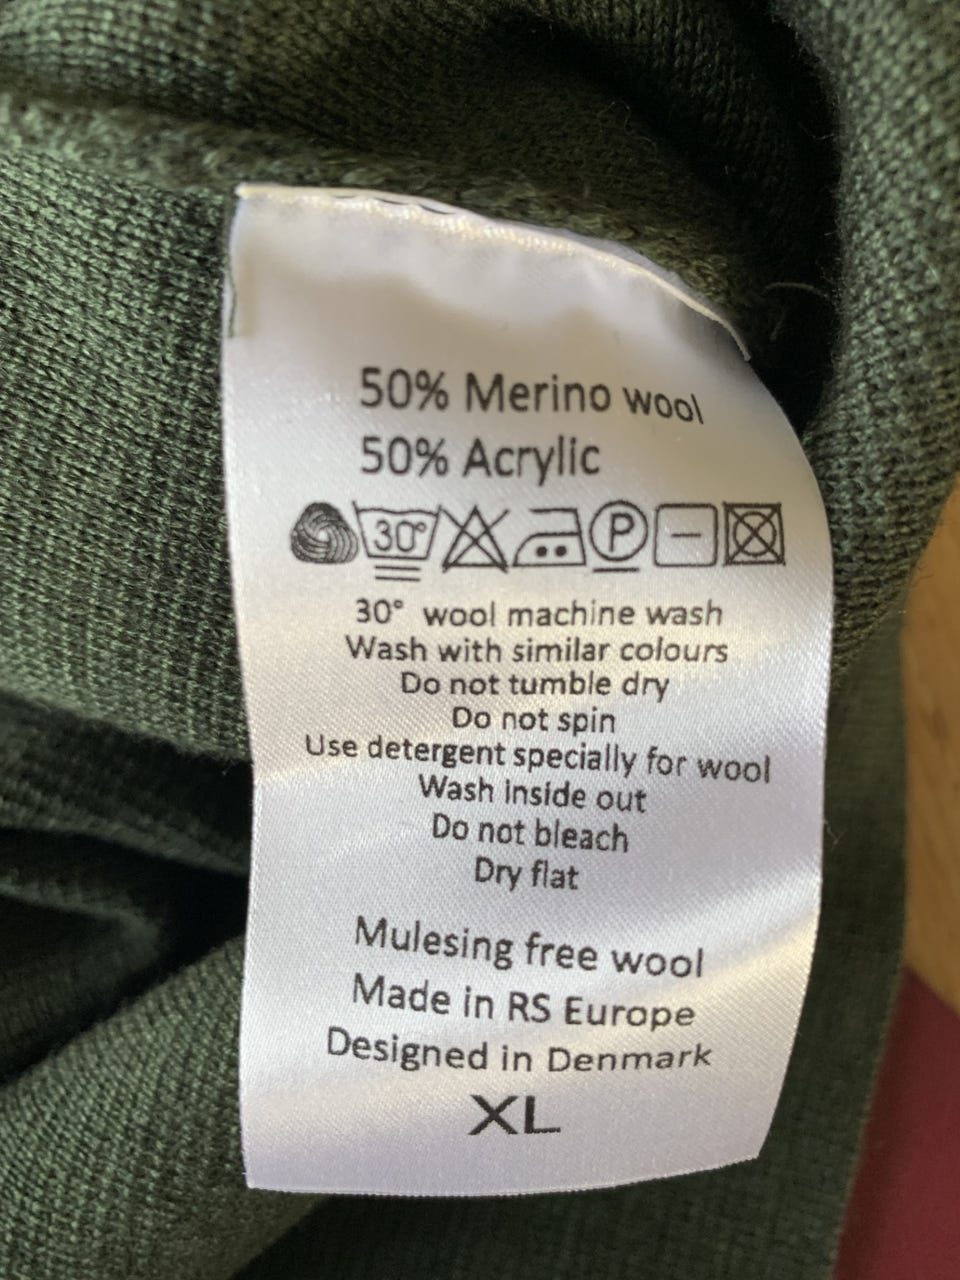 50% Merino wool
50% Acrylic
30° P
30° wool machine wash
Wash with similar colours
Do not tumble dry
Do not spin
Use detergent specially for wool
Wash inside out
Do not bleach
Dry flat
Mulesing free wool
Made in RS Europe
Designed in Denmark
XL